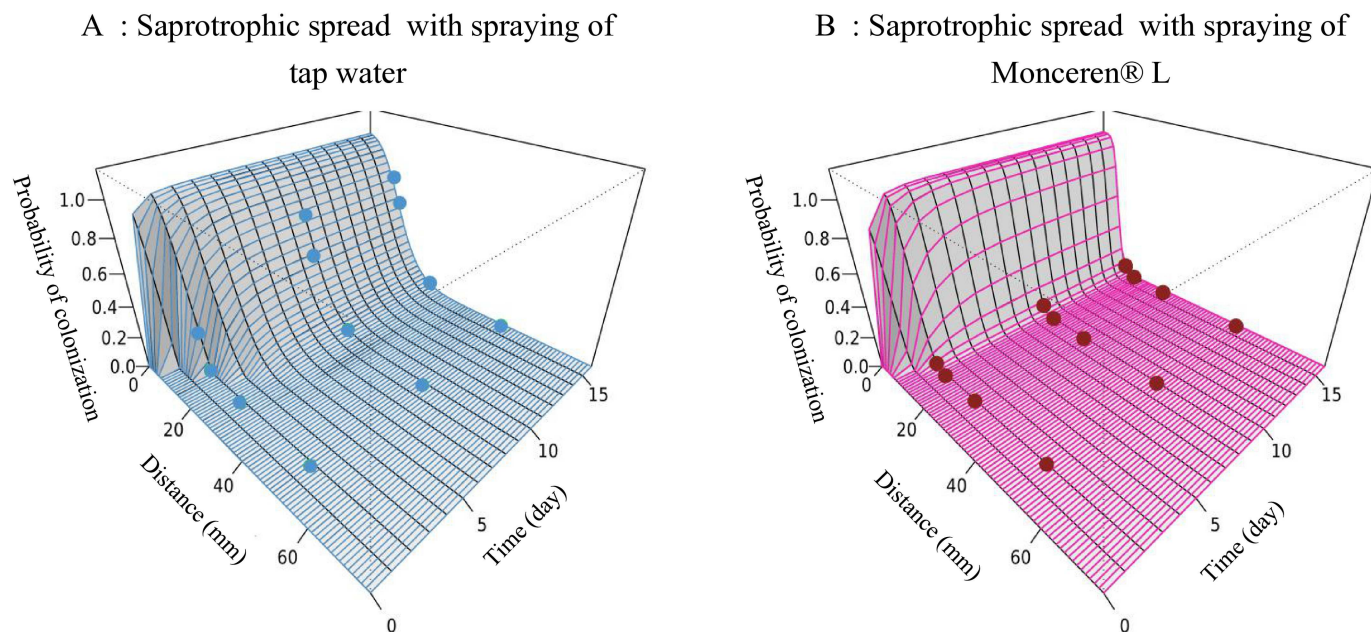 A : Saprotrophic spread with spraying of
tap water
Probability of colonization
1.0
0.8
0.6
0.4
0.2
0.0
0
20
40
60
Distance (mm)
0
5
10
15
Time (day)
B : Saprotrophic spread with spraying of
Monceren® L
Probability of colonization
1.0
0.8
0.6
0.4
0.2
0.0
0
20
40
60
Distance (mm)
0
5
10
15
Time (day)